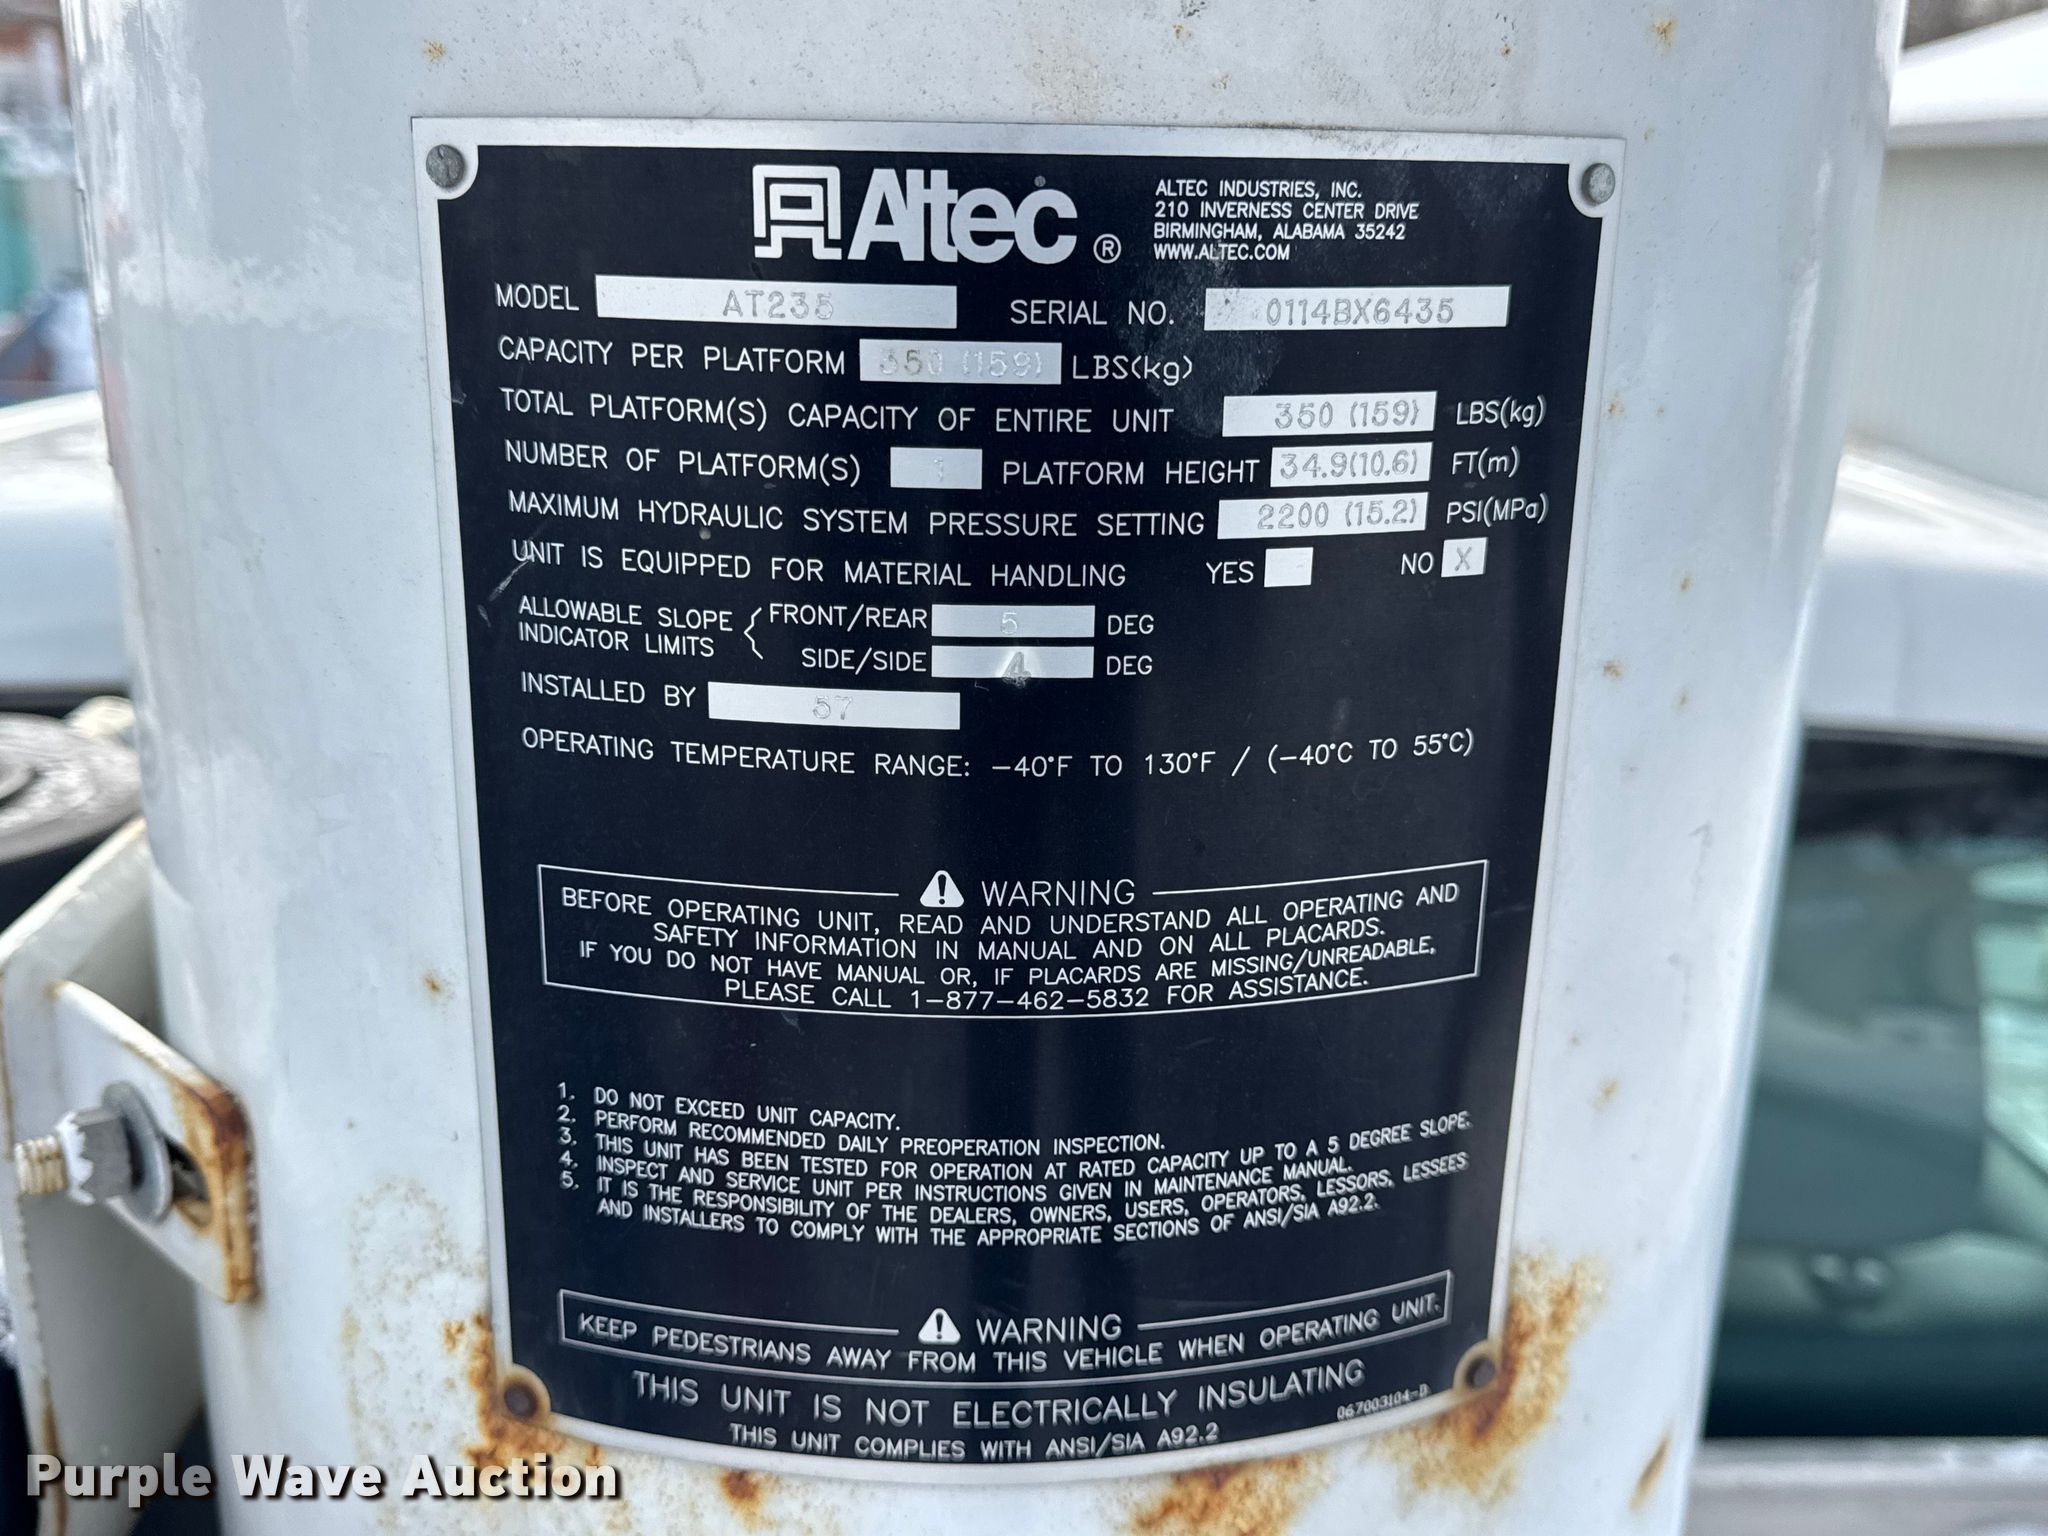 Altec ®
ALTEC INDUSTRIES, INC.
210 INVERNESS CENTER DRIVE
BIRMINGHAM, ALABAMA 35242
WWW.ALTEC.COM
MODEL AT235 SERIAL NO. 0114BX6435
CAPACITY PER PLATFORM 350 (159) LBS(kg)
TOTAL PLATFORM(S) CAPACITY OF ENTIRE UNIT 350 (159) LBS(kg)
NUMBER OF PLATFORM(S) 1 PLATFORM HEIGHT 34.9(10.6) FT(m)
MAXIMUM HYDRAULIC SYSTEM PRESSURE SETTING 2200 (15.2) PSI(MPa)
UNIT IS EQUIPPED FOR MATERIAL HANDLING YES NO X
ALLOWABLE SLOPE INDICATOR LIMITS FRONT/REAR 5 DEG
SIDE/SIDE 4 DEG
INSTALLED BY 57
OPERATING TEMPERATURE RANGE: -40°F TO 130°F / (-40°C TO 55°C)
WARNING
BEFORE OPERATING UNIT, READ AND UNDERSTAND ALL OPERATING AND
SAFETY INFORMATION IN MANUAL AND ON ALL PLACARDS.
IF YOU DO NOT HAVE MANUAL OR, IF PLACARDS ARE MISSING/UNREADABLE,
PLEASE CALL 1-877-462-5832 FOR ASSISTANCE.
1. DO NOT EXCEED UNIT CAPACITY.
2. PERFORM RECOMMENDED DAILY PREOPERATION INSPECTION.
3. THIS UNIT HAS BEEN TESTED FOR OPERATION AT RATED CAPACITY UP TO A 5 DEGREE SLOPE.
4. INSPECT AND SERVICE UNIT PER INSTRUCTIONS GIVEN IN MAINTENANCE MANUAL.
5. IT IS THE RESPONSIBILITY OF THE DEALERS, OWNERS, USERS, OPERATORS, LESSORS, LESSEES
AND INSTALLERS TO COMPLY WITH THE APPROPRIATE SECTIONS OF ANSI/SIA A92.2.
WARNING
KEEP PEDESTRIANS AWAY FROM THIS VEHICLE WHEN OPERATING UNIT.
THIS UNIT IS NOT ELECTRICALLY INSULATING
067003104-B
THIS UNIT COMPLIES WITH ANSI/SIA A92.2
Purple Wave Auction